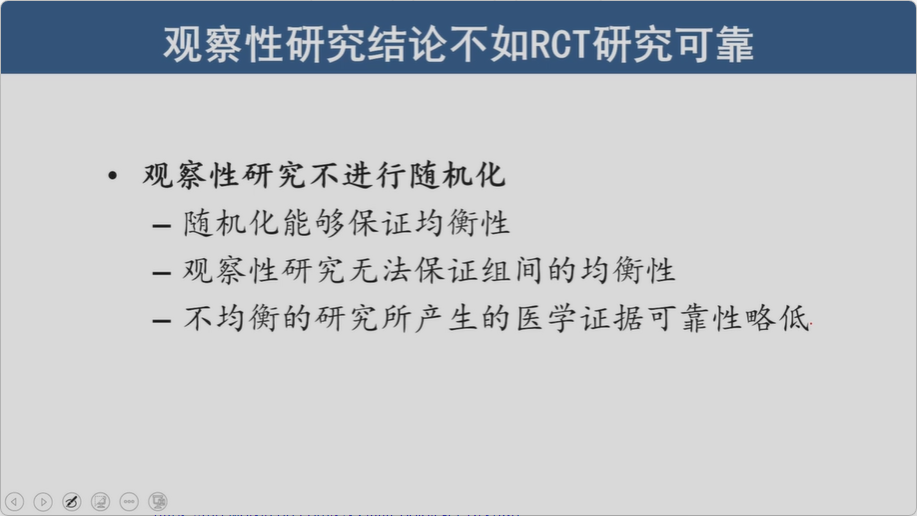 观察性研究结论不如RCT研究可靠
• 观察性研究不进行随机化
– 随机化能够保证均衡性
– 观察性研究无法保证组间的均衡性
– 不均衡的研究所产生的医学证据可靠性略低